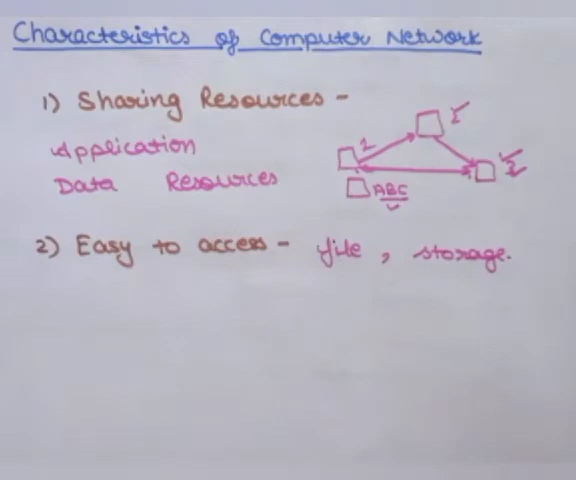 Characteristics of Computer Network
1) Sharing Resources -
Application
Data Resources
ABC
2) Easy to access - file, storage.